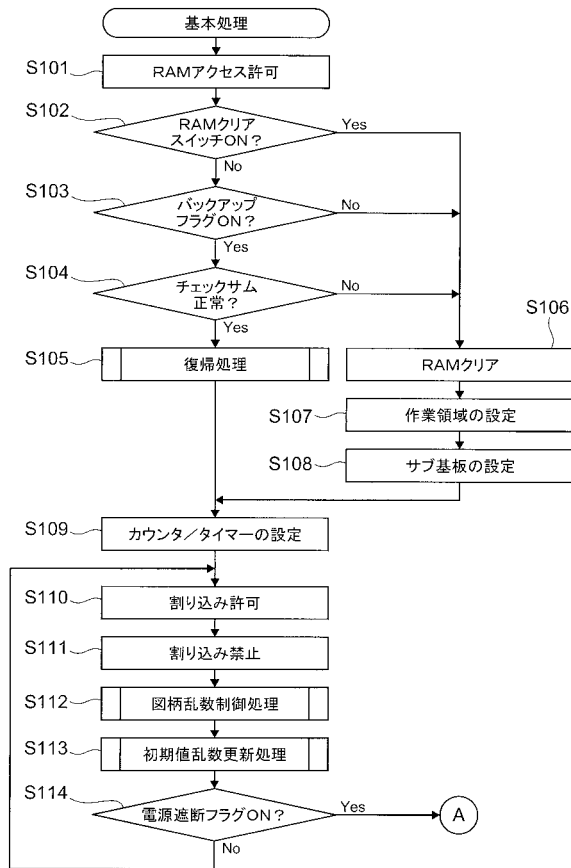 基本処理
S101
RAMアクセス許可
S102
RAMクリア
スイッチON?
Yes
No
S103
バックアップ
フラグON?
No
Yes
S104
チェックサム
正常?
No
Yes
S105
復帰処理
S106
RAMクリア
S107
作業領域の設定
S108
サブ基板の設定
S109
カウンタ/タイマーの設定
S110
割り込み許可
S111
割り込み禁止
S112
図柄乱数制御処理
S113
初期値乱数更新処理
S114
電源遮断フラグON?
Yes
A
No